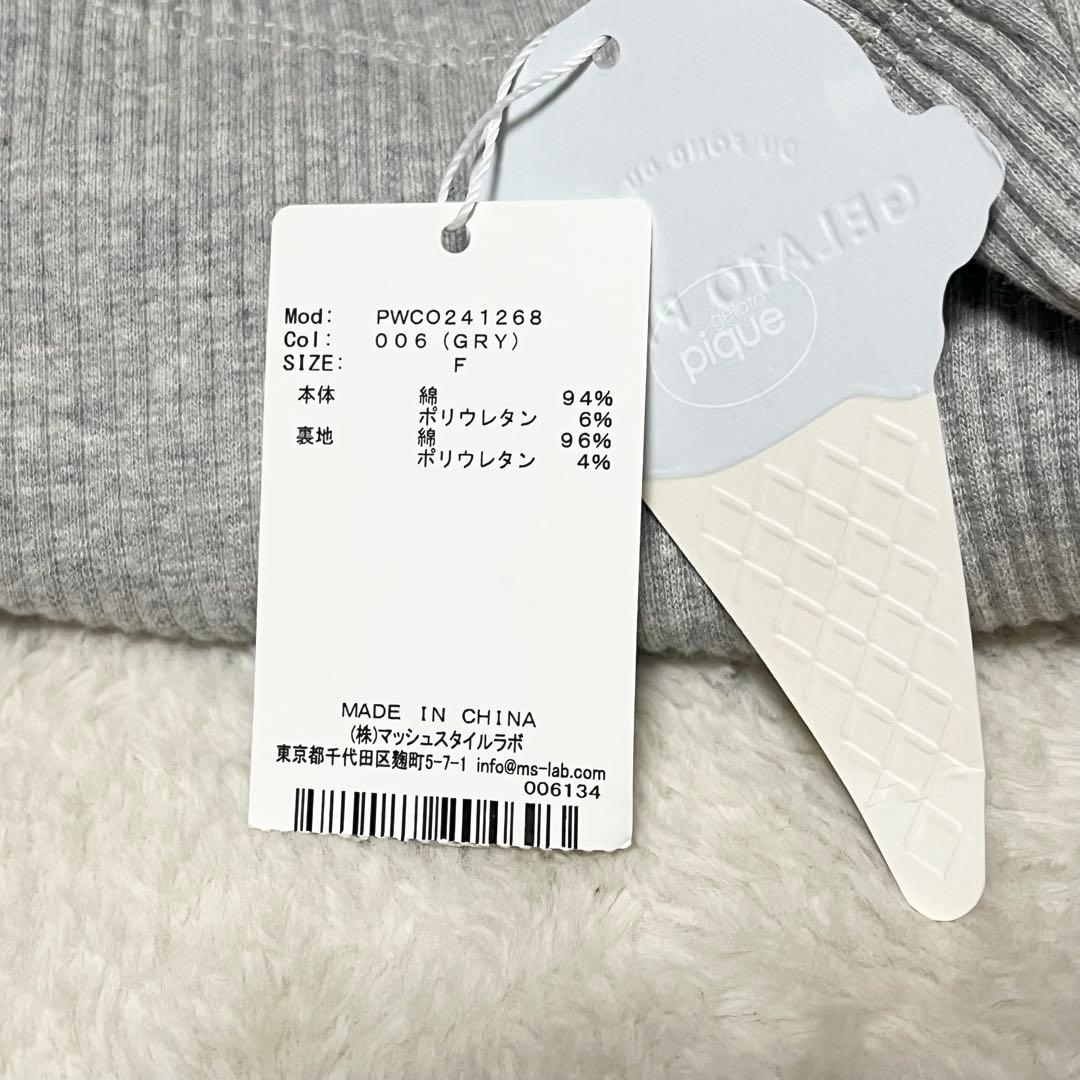 Mod: PWCO241268
Col: 006(GRY)
SIZE: F
本体 綿 94%
ポリウレタン 6%
裏地 綿 96%
ポリウレタン 4%
MADE IN CHINA
(株)マッシュスタイルラボ
東京都千代田区麹町5-7-1 info@ms-lab.com
006134
GELATO P
gelato
pique